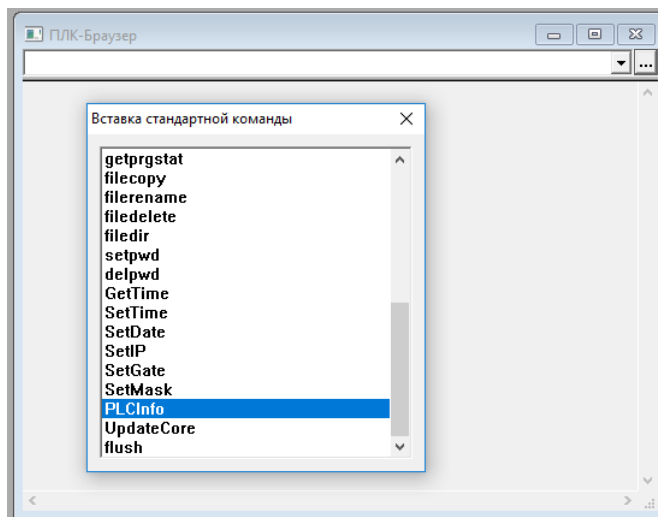 ПЛК-Браузер
...
Вставка стандартной команды
getprgstat
filecopy
filerename
filedelete
filedir
setpwd
delpwd
GetTime
SetTime
SetDate
SetIP
SetGate
SetMask
PLCInfo
UpdateCore
flush